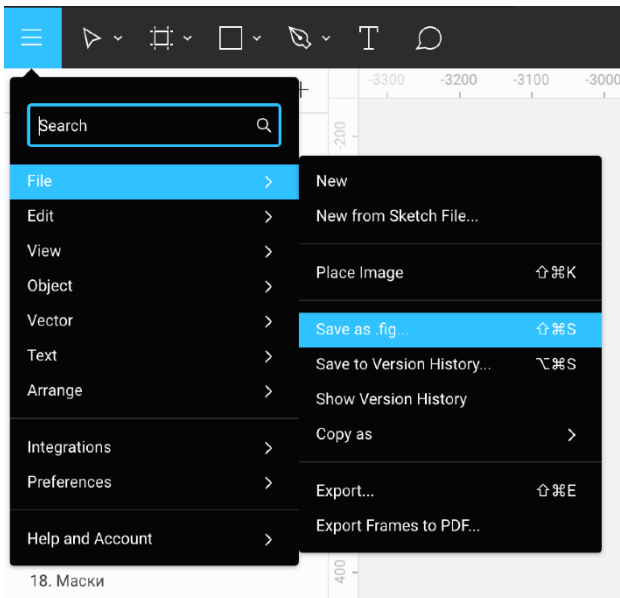 -3300 -3200 -3100 -3000
Search
-200
File
Edit
View
Object
Vector
Text
Arrange
Integrations
Preferences
Help and Account
New
New from Sketch File...
Place Image ⇧⌘K
Save as .fig... ⇧⌘S
Save to Version History... ⌥⌘S
Show Version History
Copy as
Export... ⇧⌘E
Export Frames to PDF...
400
18. Маски